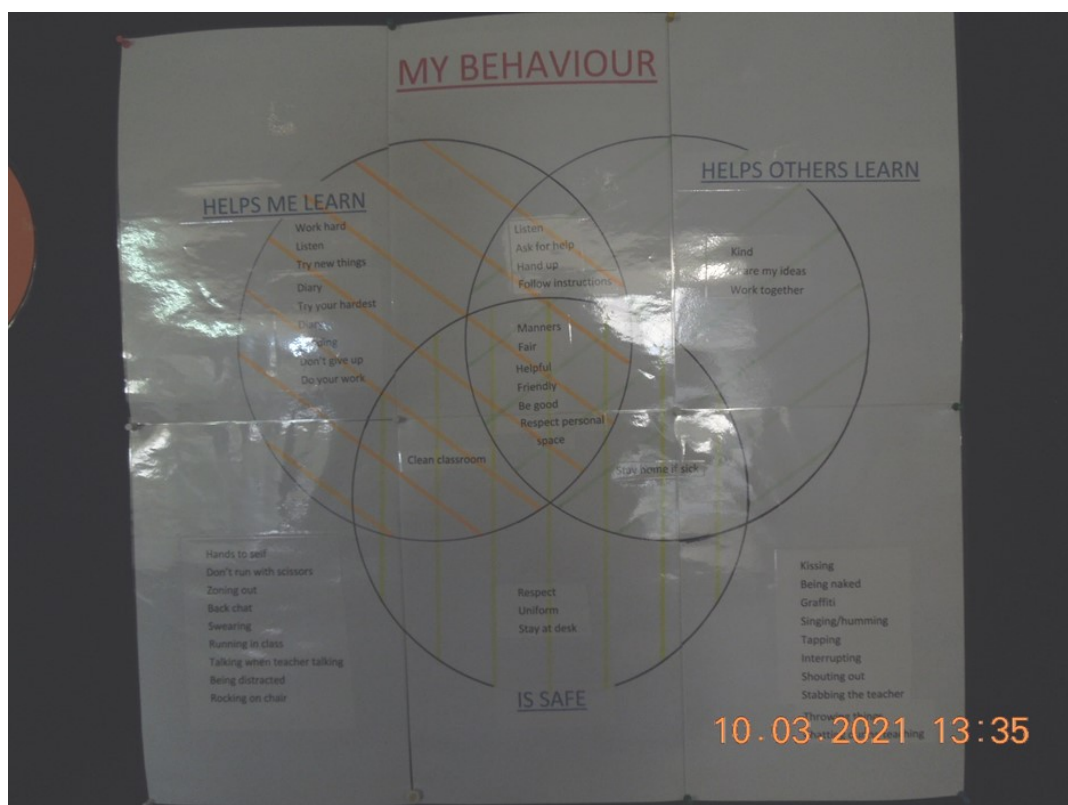 MY BEHAVIOUR
HELPS ME LEARN
Work hard
Listen
Try new things
Diary
Try your hardest
Don't give up
Do your work
Listen
Ask for help
Hand up
Follow instructions
HELPS OTHERS LEARN
Kind
my ideas
Work together
Manners
Fair
Helpful
Friendly
Be good
Respect personal
space
Clean classroom
Stay home if sick
Respect
Uniform
Stay at desk
IS SAFE
Hands to self
Don't run with scissors
Zoning out
Back chat
Swearing
Running in class
Talking when teacher talking
Being distracted
Rocking on chair
Kissing
Being naked
Graffiti
Singing/humming
Tapping
Interrupting
Shouting out
Stabbing the teacher
Throwing
10.03.2021 13:35